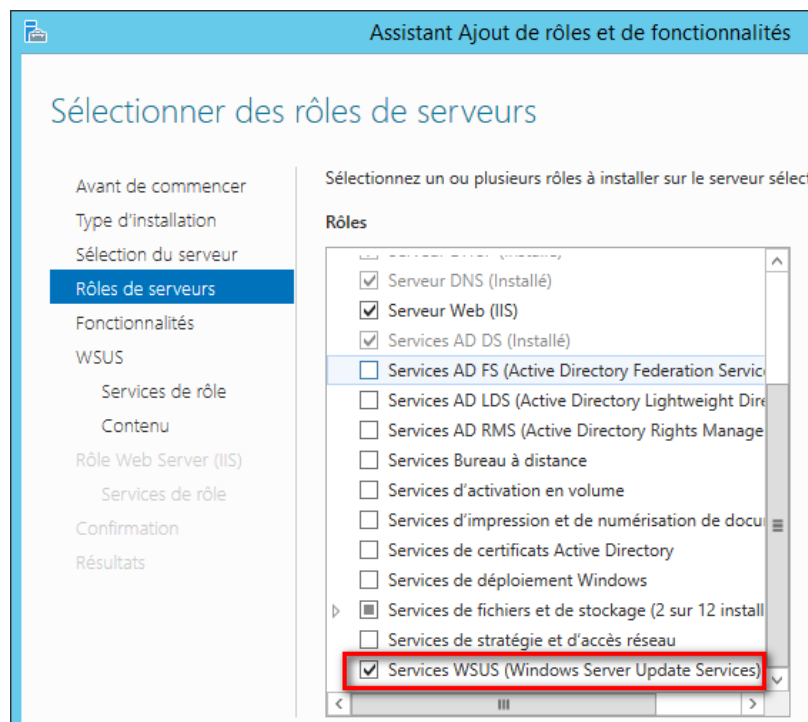 Assistant Ajout de rôles et de fonctionnalités
Sélectionner des rôles de serveurs
Avant de commencer
Type d'installation
Sélection du serveur
Rôles de serveurs
Fonctionnalités
WSUS
Services de rôle
Contenu
Rôle Web Server (IIS)
Services de rôle
Confirmation
Résultats
Sélectionnez un ou plusieurs rôles à installer sur le serveur sélect
Rôles
Serveur DNS (Installé)
Serveur Web (IIS)
Services AD DS (Installé)
Services AD FS (Active Directory Federation Servic
Services AD LDS (Active Directory Lightweight Dire
Services AD RMS (Active Directory Rights Manage
Services Bureau à distance
Services d'activation en volume
Services d'impression et de numérisation de docu
Services de certificats Active Directory
Services de déploiement Windows
Services de fichiers et de stockage (2 sur 12 install
Services de stratégie et d'accès réseau
Services WSUS (Windows Server Update Services)